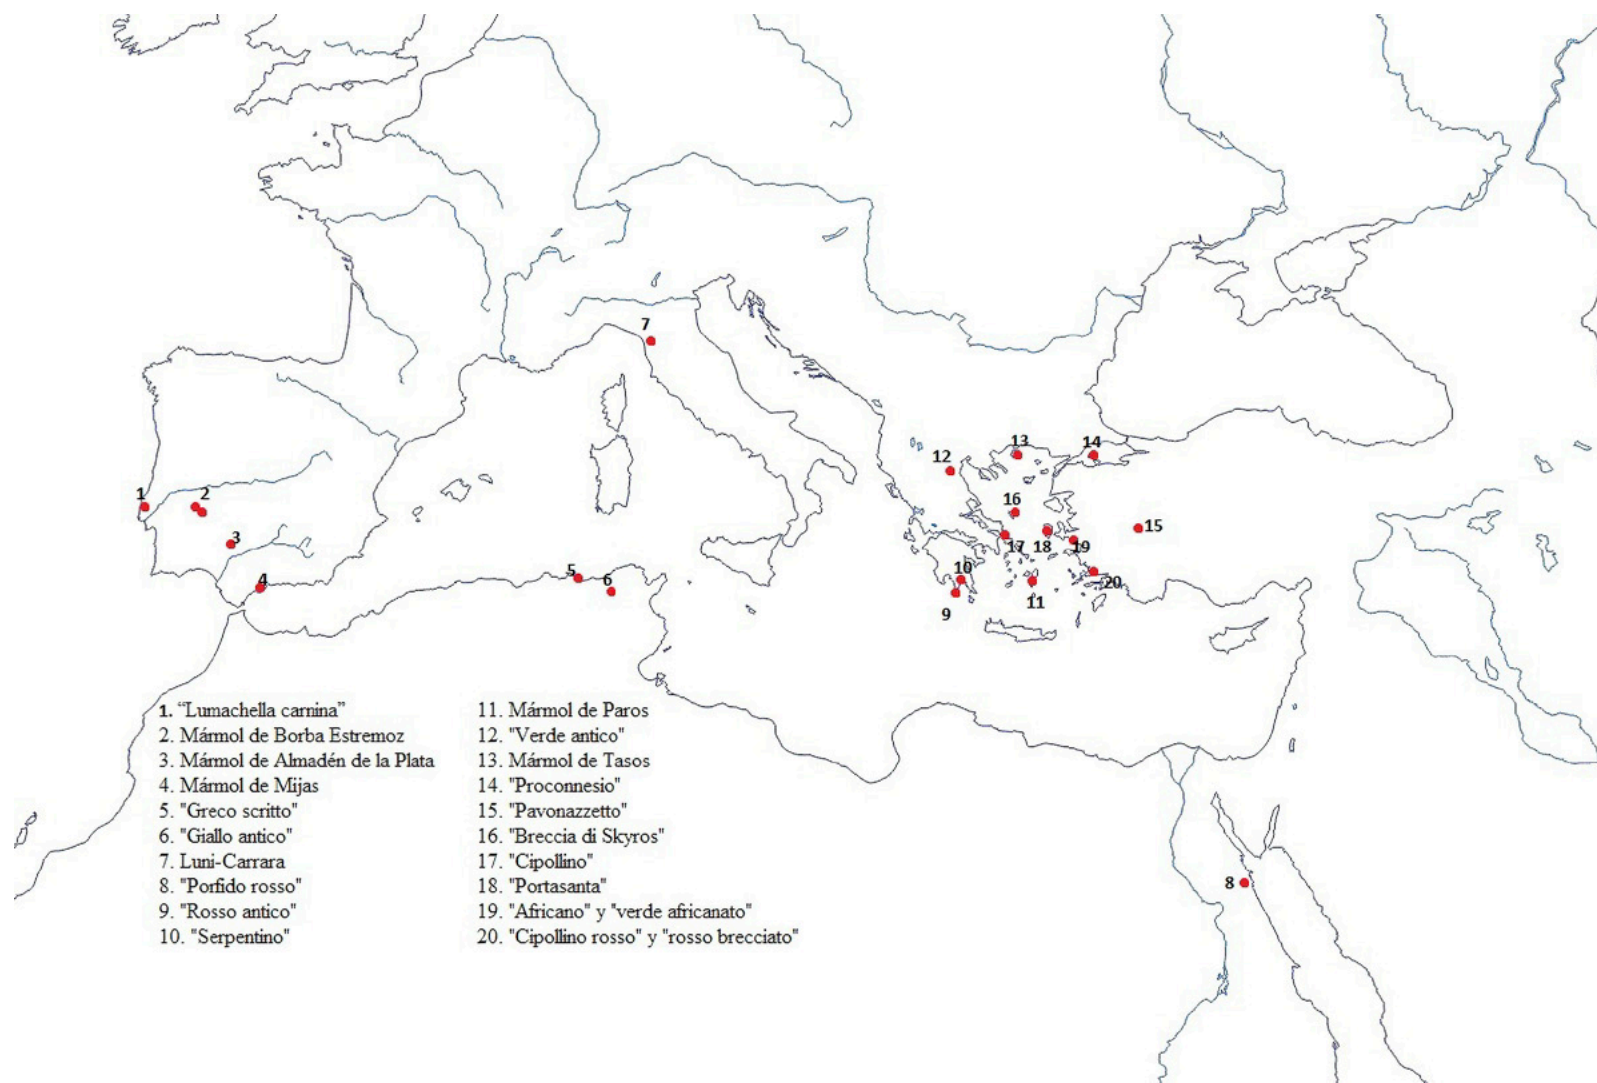 7
13
14
12
1
2
16
15
3
17
18
19
4
5
6
10
20
11
9
1. “Lumachella carnina”
2. Mármol de Borba Estremoz
3. Mármol de Almadén de la Plata
4. Mármol de Mijas
5. "Greco scritto"
6. "Giallo antico"
7. Luni-Carrara
8. "Porfido rosso"
9. "Rosso antico"
10. "Serpentino"
11. Mármol de Paros
12. "Verde antico"
13. Mármol de Tasos
14. "Proconnesio"
15. "Pavonazzetto"
16. "Breccia di Skyros"
17. "Cipollino"
18. "Portasanta"
19. "Africano" y "verde africanato"
20. "Cipollino rosso" y "rosso brecciato"
8